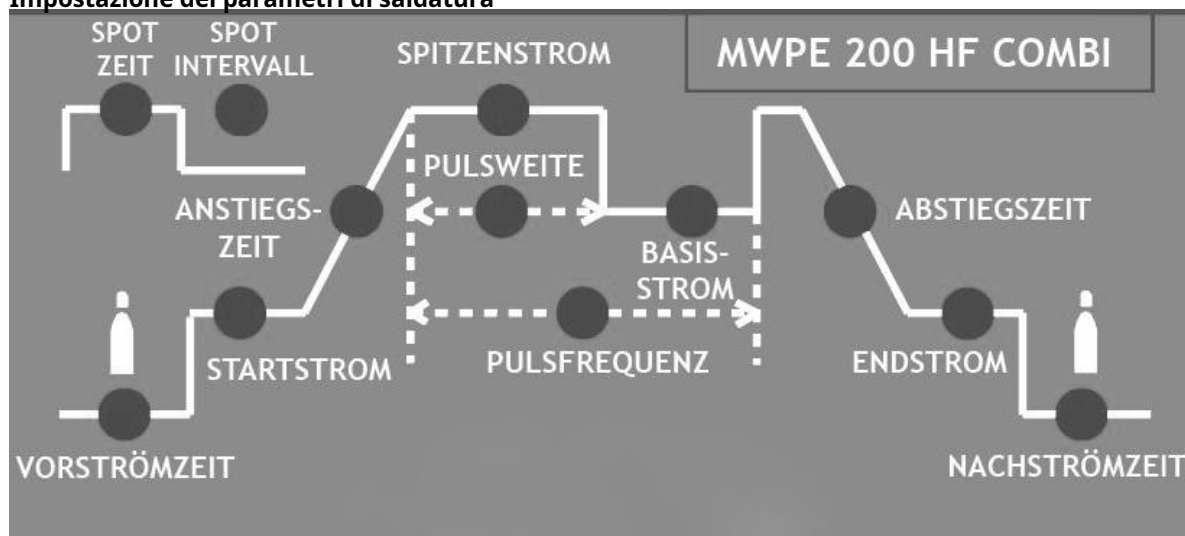 Impostazione dei parametri di saldatura
SPOT
ZEIT
SPOT
INTERVALL
SPITZENSTROM
MWPE 200 HF COMBI
PULSWEITE
ANSTIEGS-
ZEIT
ABSTIEGSZEIT
BASIS-
STROM
STARTSTROM
PULSFREQUENZ
ENDSTROM
VORSTRÖMZEIT
NACHSTRÖMZEIT